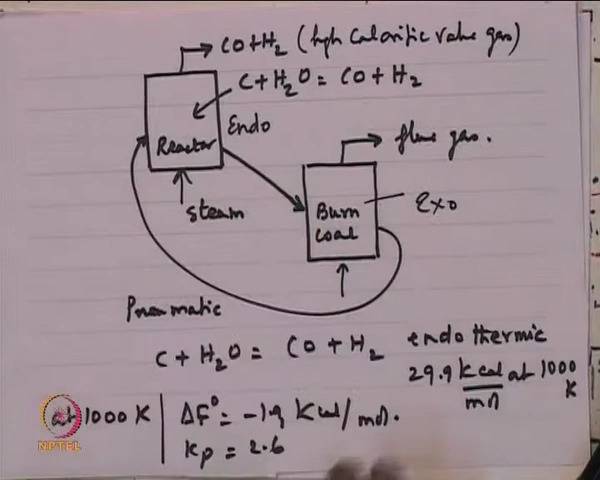 CO+H2 (high Calorific value gas)
C+H2O = CO+H2
Endo
Reactor
flue gas.
steam
Burn
Coal
Exo
Pneumatic
C+H2O = CO+H2 endothermic
29.9 Kcal/mol at 1000 K
at 1000 K
ΔF° = -1.9 Kcal/mol.
Kp = 2.6
NPTEL